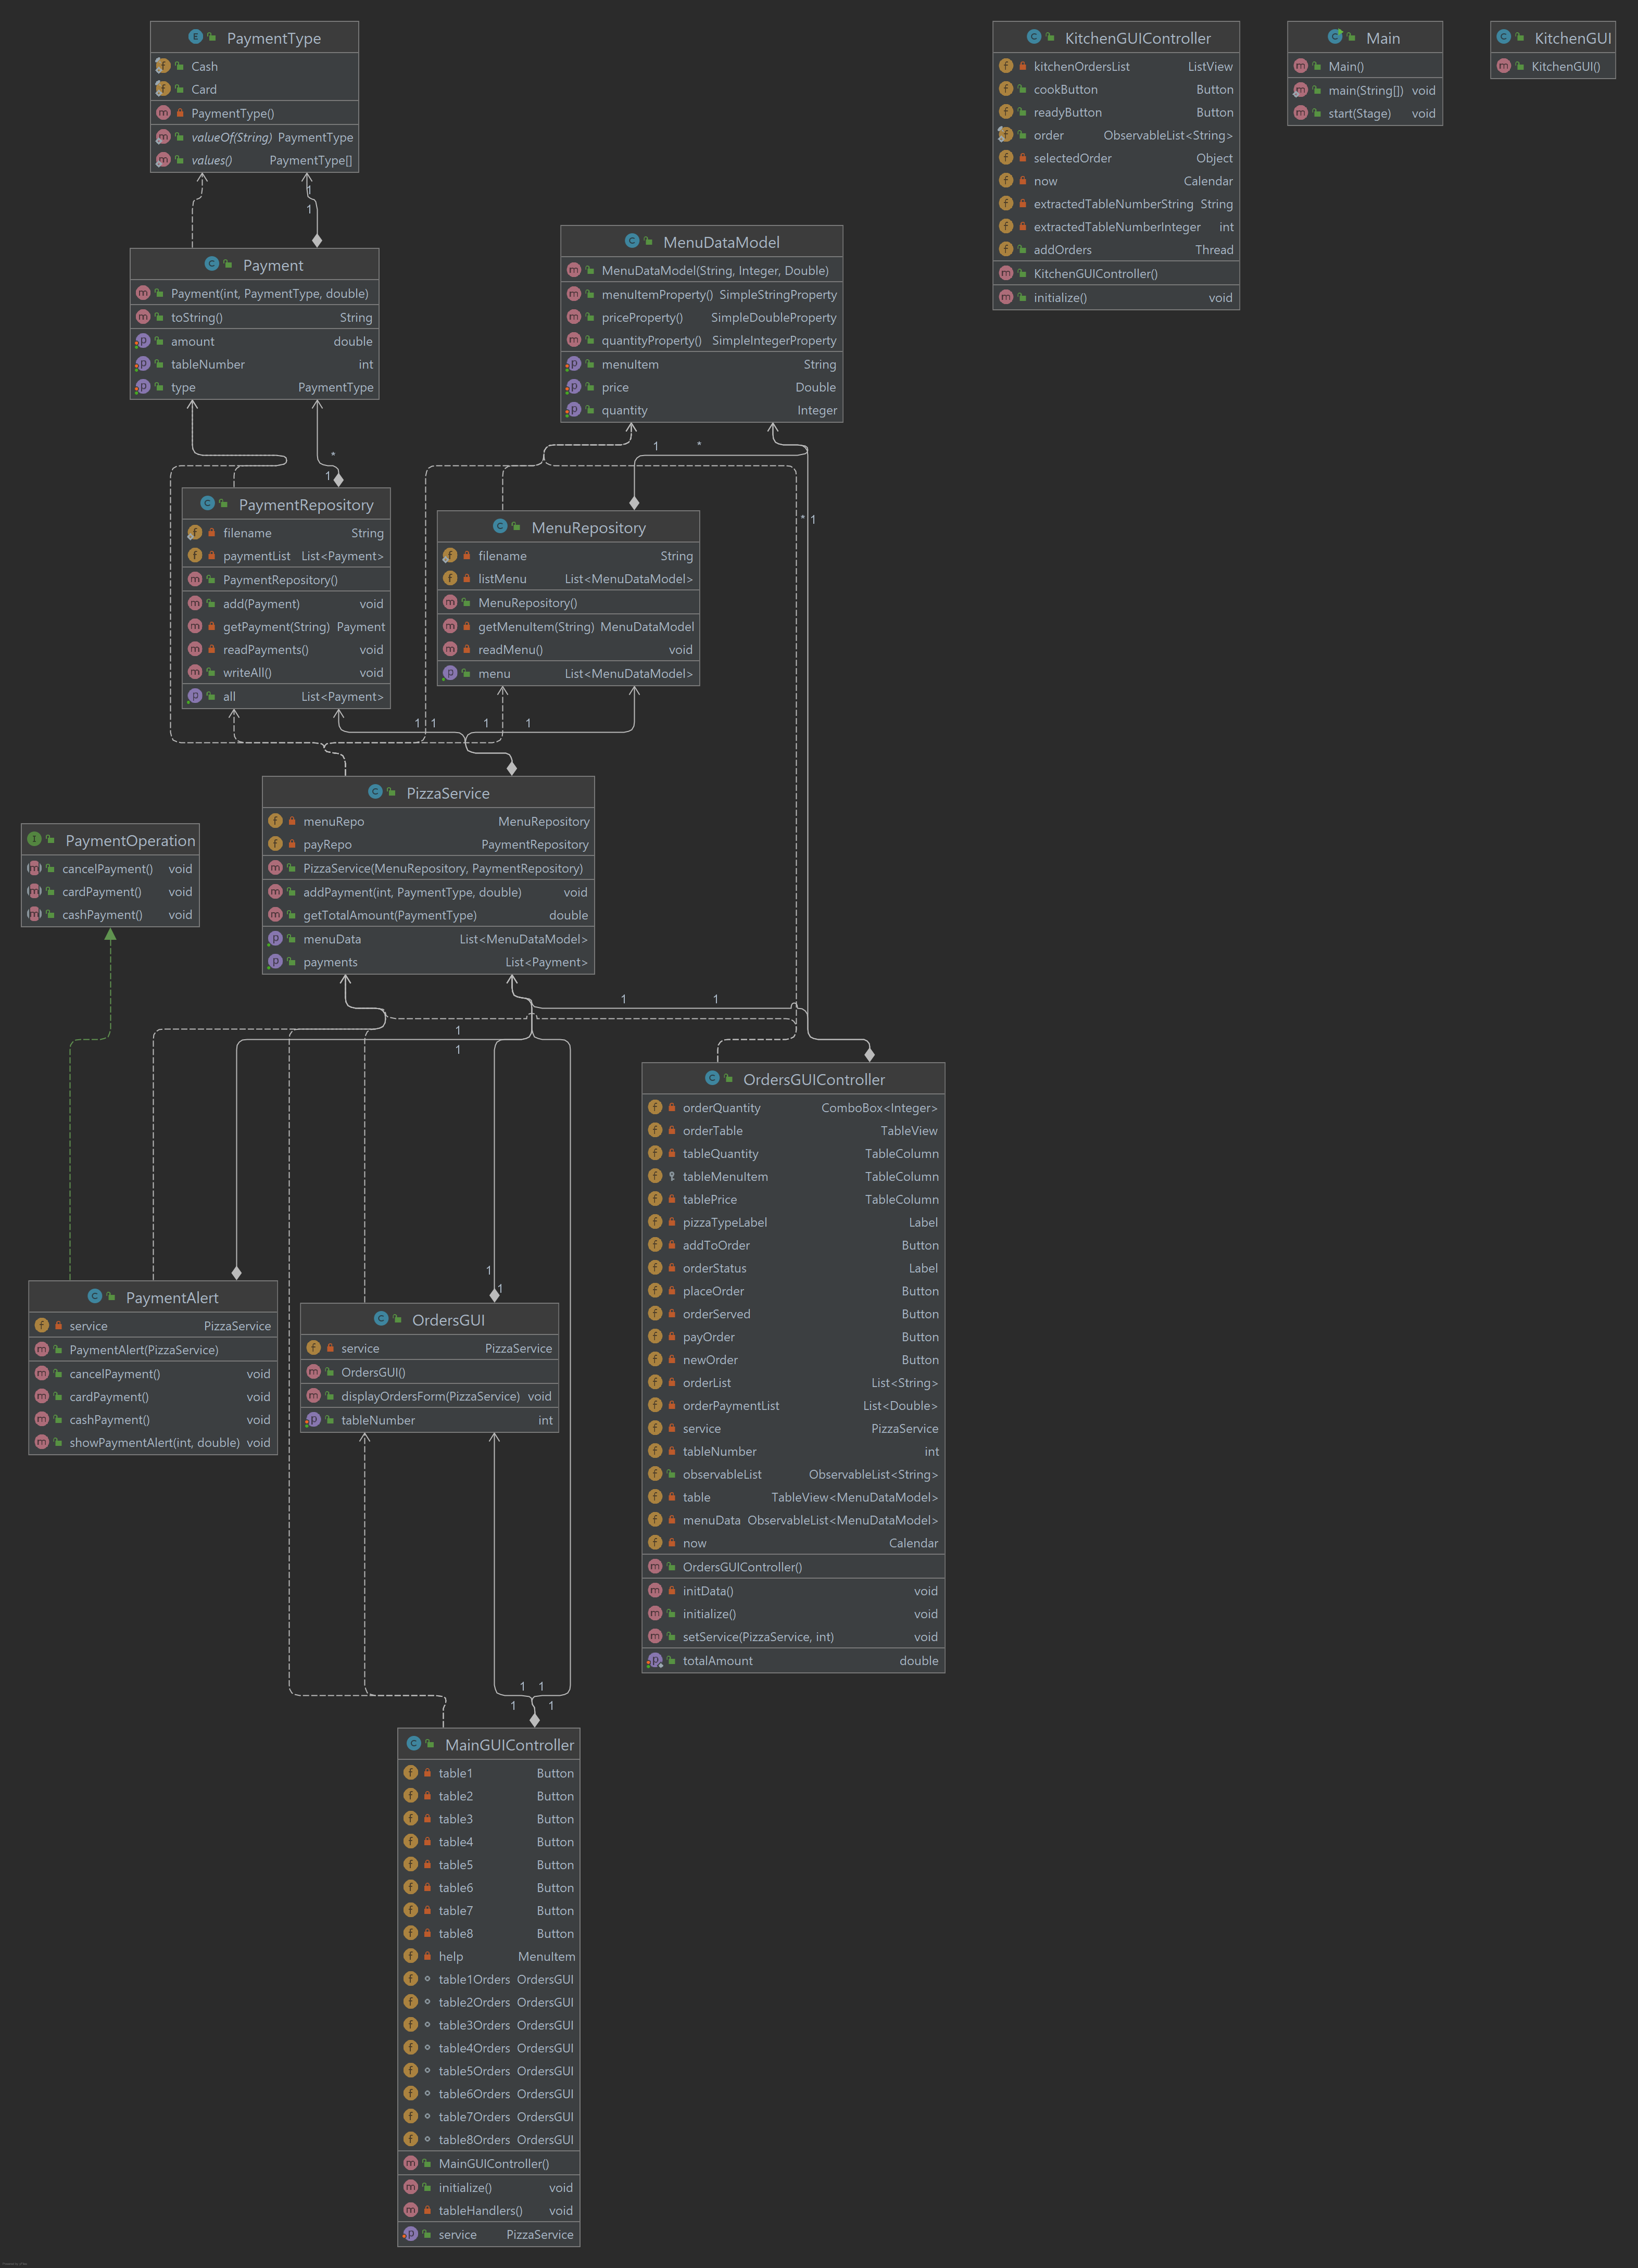 PaymentType
Cash
Card
PaymentType()
valueOf(String) PaymentType
values() PaymentType[]
1
1
Payment
Payment(int, PaymentType, double)
toString() String
amount double
tableNumber int
type PaymentType
*
1
PaymentRepository
filename String
paymentList List<Payment>
PaymentRepository()
add(Payment) void
getPayment(String) Payment
readPayments() void
writeAll() void
all List<Payment>
MenuDataModel
MenuDataModel(String, Integer, Double)
menuItemProperty() SimpleStringProperty
priceProperty() SimpleDoubleProperty
quantityProperty() SimpleIntegerProperty
menuItem String
price Double
quantity Integer
1 *
* 1
MenuRepository
filename String
listMenu List<MenuDataModel>
MenuRepository()
getMenuItem(String) MenuDataModel
readMenu() void
menu List<MenuDataModel>
1 1 1 1
PizzaService
menuRepo MenuRepository
payRepo PaymentRepository
PizzaService(MenuRepository, PaymentRepository)
addPayment(int, PaymentType, double) void
getTotalAmount(PaymentType) double
menuData List<MenuDataModel>
payments List<Payment>
1 1
1
1
PaymentOperation
cancelPayment() void
cardPayment() void
cashPayment() void
PaymentAlert
service PizzaService
PaymentAlert(PizzaService)
cancelPayment() void
cardPayment() void
cashPayment() void
showPaymentAlert(int, double) void
1
1
OrdersGUI
service PizzaService
OrdersGUI()
displayOrdersForm(PizzaService) void
tableNumber int
OrdersGUIController
orderQuantity ComboBox<Integer>
orderTable TableView
tableQuantity TableColumn
tableMenuItem TableColumn
tablePrice TableColumn
pizzaTypeLabel Label
addToOrder Button
orderStatus Label
placeOrder Button
orderServed Button
payOrder Button
newOrder Button
orderList List<String>
orderPaymentList List<Double>
service PizzaService
tableNumber int
observableList ObservableList<String>
table TableView<MenuDataModel>
menuData ObservableList<MenuDataModel>
now Calendar
OrdersGUIController()
initData() void
initialize() void
setService(PizzaService, int) void
totalAmount double
1 1
1 1
MainGUIController
table1 Button
table2 Button
table3 Button
table4 Button
table5 Button
table6 Button
table7 Button
table8 Button
help MenuItem
table1Orders OrdersGUI
table2Orders OrdersGUI
table3Orders OrdersGUI
table4Orders OrdersGUI
table5Orders OrdersGUI
table6Orders OrdersGUI
table7Orders OrdersGUI
table8Orders OrdersGUI
MainGUIController()
initialize() void
tableHandlers() void
service PizzaService
KitchenGUIController
kitchenOrdersList ListView
cookButton Button
readyButton Button
order ObservableList<String>
selectedOrder Object
now Calendar
extractedTableNumberString String
extractedTableNumberInteger int
addOrders Thread
KitchenGUIController()
initialize() void
Main
Main()
main(String[]) void
start(Stage) void
KitchenGUI
KitchenGUI()